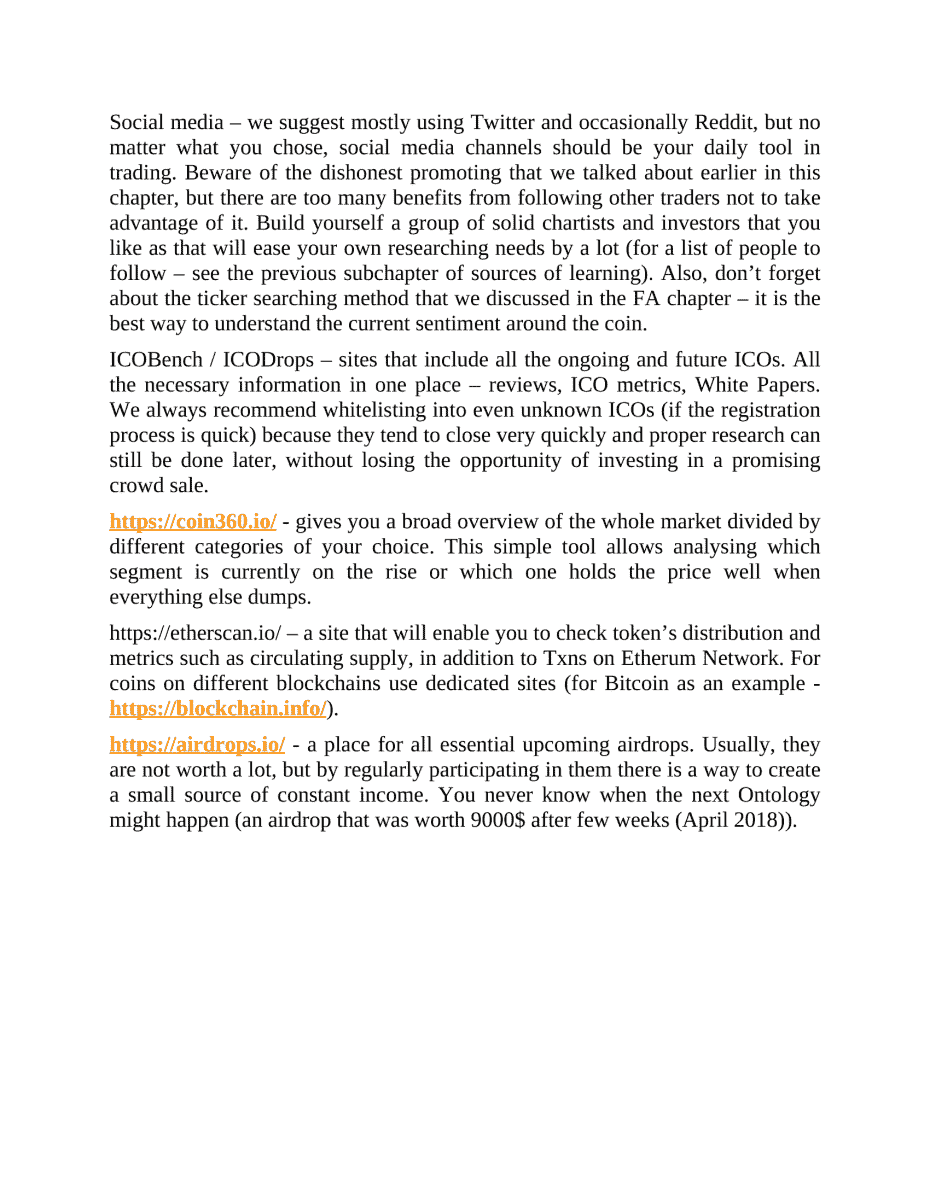 Social media – we suggest mostly using Twitter and occasionally Reddit, but no
matter what you chose, social media channels should be your daily tool in
trading. Beware of the dishonest promoting that we talked about earlier in this
chapter, but there are too many benefits from following other traders not to take
advantage of it. Build yourself a group of solid chartists and investors that you
like as that will ease your own researching needs by a lot (for a list of people to
follow – see the previous subchapter of sources of learning). Also, don’t forget
about the ticker searching method that we discussed in the FA chapter – it is the
best way to understand the current sentiment around the coin.
ICOBench / ICODrops – sites that include all the ongoing and future ICOs. All
the necessary information in one place – reviews, ICO metrics, White Papers.
We always recommend whitelisting into even unknown ICOs (if the registration
process is quick) because they tend to close very quickly and proper research can
still be done later, without losing the opportunity of investing in a promising
crowd sale.
https://coin360.io/ - gives you a broad overview of the whole market divided by
different categories of your choice. This simple tool allows analysing which
segment is currently on the rise or which one holds the price well when
everything else dumps.
https://etherscan.io/ – a site that will enable you to check token’s distribution and
metrics such as circulating supply, in addition to Txns on Etherum Network. For
coins on different blockchains use dedicated sites (for Bitcoin as an example -
https://blockchain.info/).
https://airdrops.io/ - a place for all essential upcoming airdrops. Usually, they
are not worth a lot, but by regularly participating in them there is a way to create
a small source of constant income. You never know when the next Ontology
might happen (an airdrop that was worth 9000$ after few weeks (April 2018)).